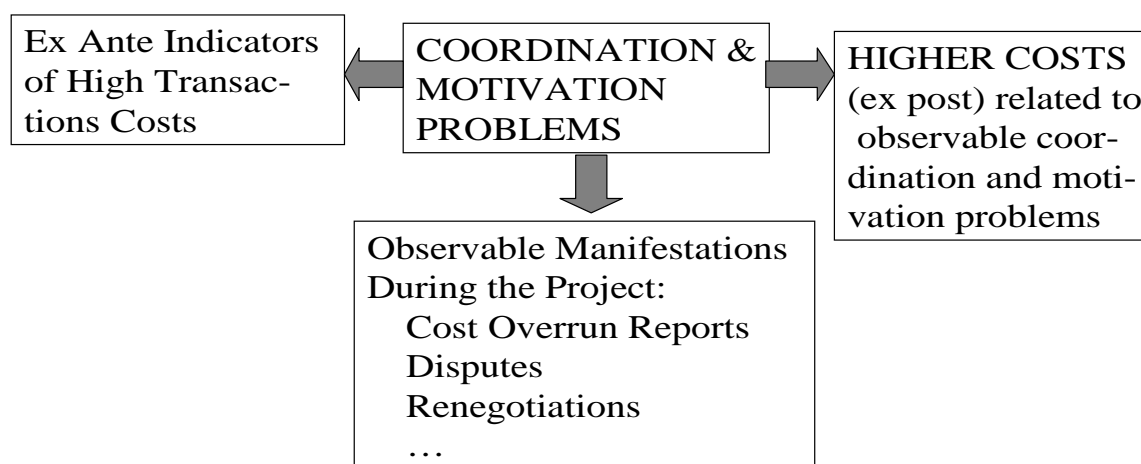 Ex Ante Indicators
of High Transac-
tions Costs
COORDINATION &
MOTIVATION
PROBLEMS
HIGHER COSTS
(ex post) related to
observable coor-
dination and moti-
vation problems
Observable Manifestations
During the Project:
Cost Overrun Reports
Disputes
Renegotiations
…